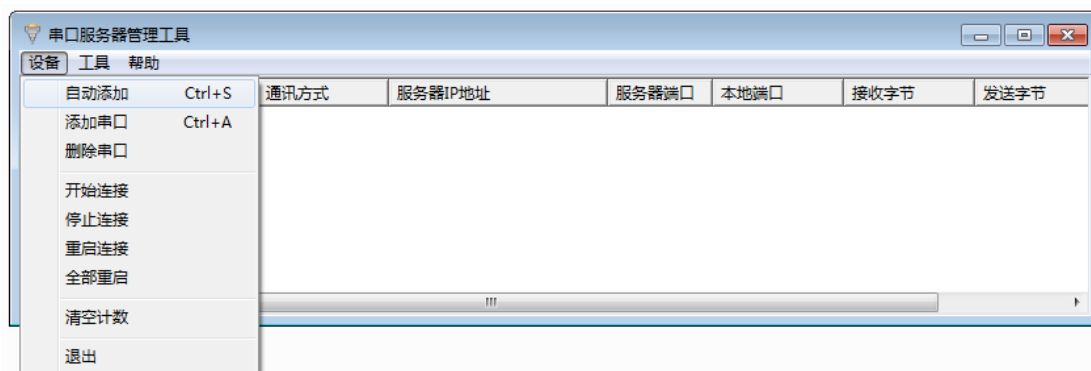 串口服务器管理工具
设备 工具 帮助
自动添加 Ctrl+S 通讯方式 服务器IP地址 服务器端口 本地端口 接收字节 发送字节
添加串口 Ctrl+A
删除串口
开始连接
停止连接
重启连接
全部重启
清空计数
退出